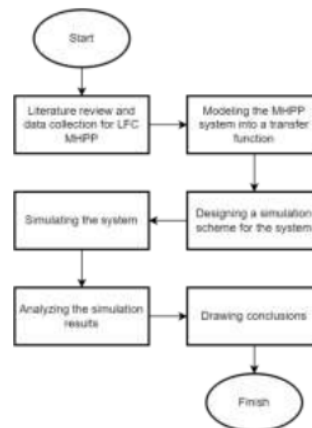 Start
Literature review and
data collection for LFC
MHPP
Modeling the MHPP
system into a transfer
function
Designing a simulation
scheme for the system
Simulating the system
Analyzing the simulation
results
Drawing conclusions
Finish